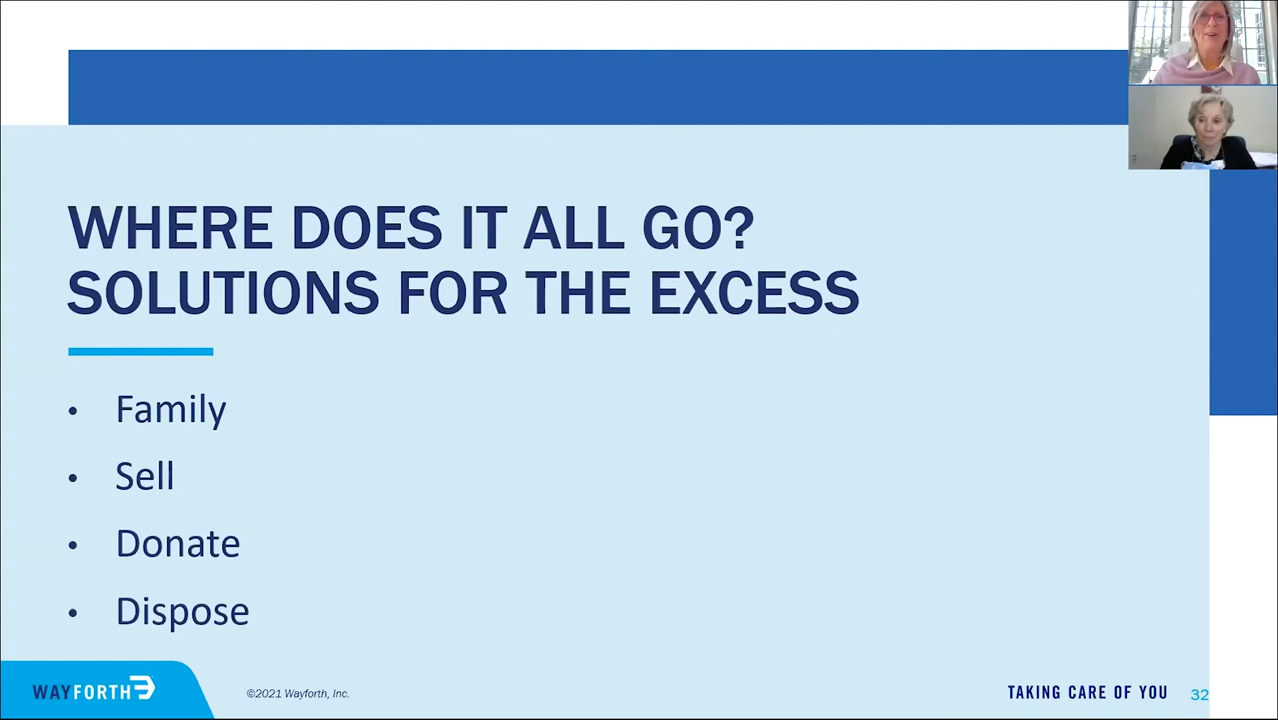 WHERE DOES IT ALL GO?
SOLUTIONS FOR THE EXCESS
• Family
• Sell
• Donate
• Dispose
WAYFORTH
©2021 Wayforth, Inc.
TAKING CARE OF YOU
32